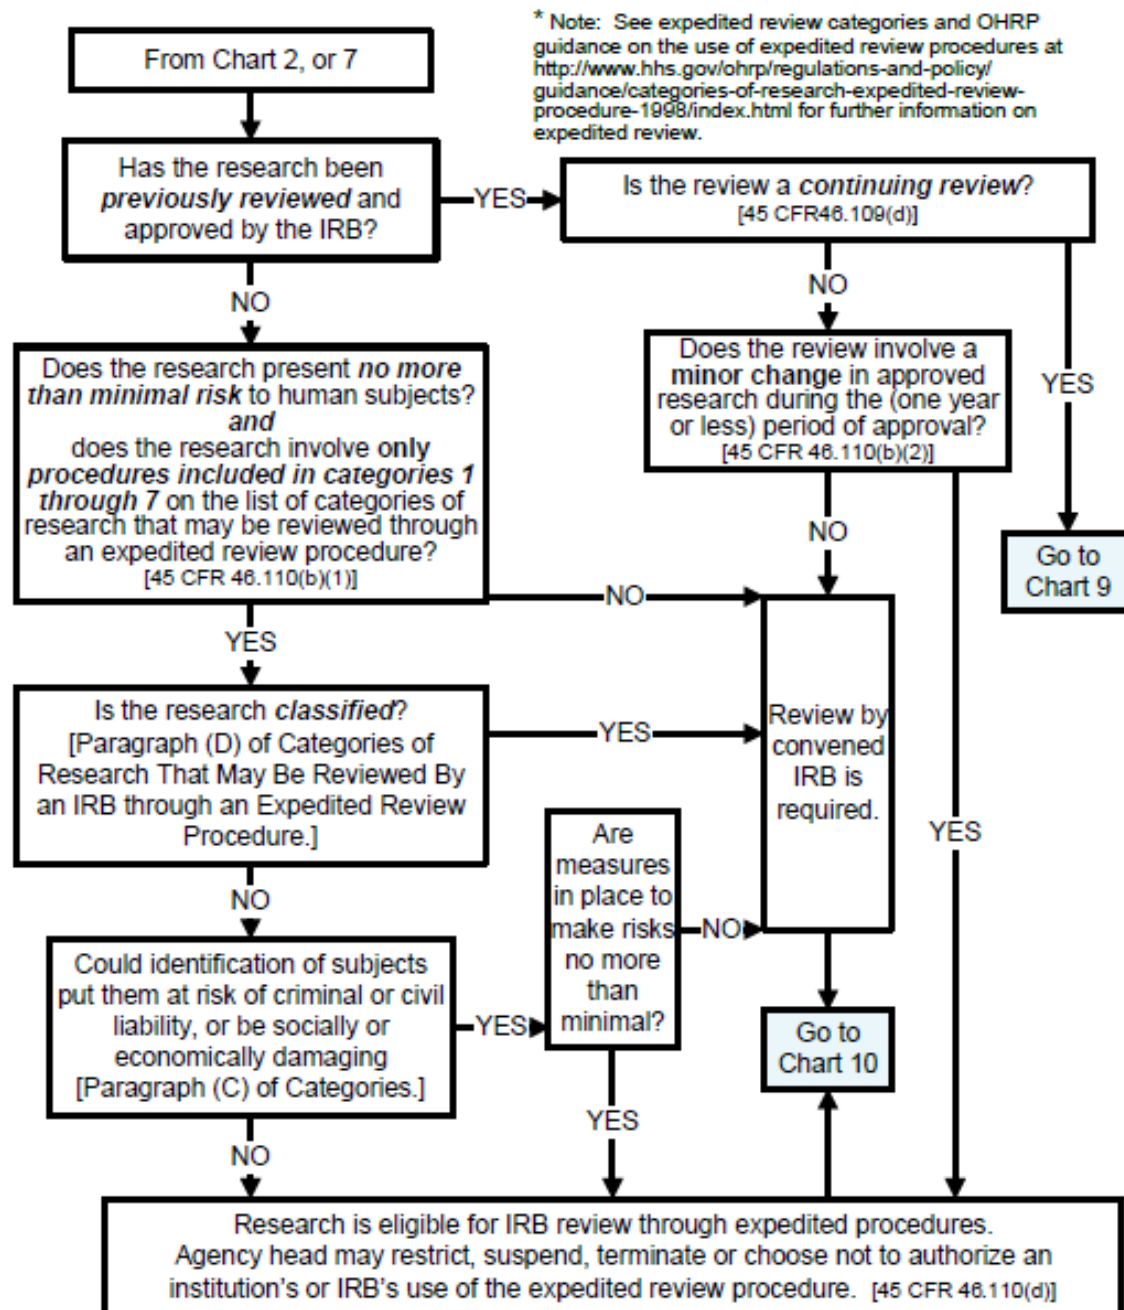 From Chart 2, or 7
* Note:  See expedited review categories and OHRP
guidance on the use of expedited review procedures at
http://www.hhs.gov/ohrp/regulations-and-policy/
guidance/categories-of-research-expedited-review-
procedure-1998/index.html for further information on
expedited review.
Has the research been
previously reviewed and
approved by the IRB?
YES
Is the review a continuing review?
[45 CFR46.109(d)]
NO
NO
YES
Does the research present no more
than minimal risk to human subjects?
and
does the research involve only
procedures included in categories 1
through 7 on the list of categories of
research that may be reviewed through
an expedited review procedure?
[45 CFR 46.110(b)(1)]
Does the review involve a
minor change in approved
research during the (one year
or less) period of approval?
[45 CFR 46.110(b)(2)]
NO
Go to
Chart 9
NO
YES
YES
Is the research classified?
[Paragraph (D) of Categories of
Research That May Be Reviewed By
an IRB through an Expedited Review
Procedure.]
YES
Review by
convened
IRB is
required.
NO
Could identification of subjects
put them at risk of criminal or civil
liability, or be socially or
economically damaging
[Paragraph (C) of Categories.]
YES
Are
measures
in place to
make risks
no more
than
minimal?
NO
Go to
Chart 10
YES
NO
Research is eligible for IRB review through expedited procedures.
Agency head may restrict, suspend, terminate or choose not to authorize an
institution's or IRB's use of the expedited review procedure.  [45 CFR 46.110(d)]